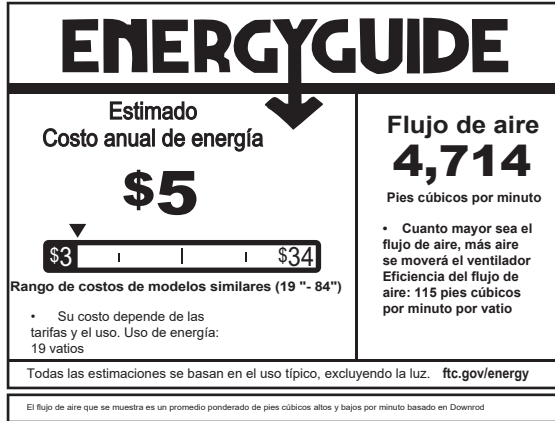 ENERGYGUIDE
Estimado
Costo anual de energía
$5
$3 $34
Rango de costos de modelos similares (19 "- 84")
• Su costo depende de las
tarifas y el uso. Uso de energía:
19 vatios
Flujo de aire
4,714
Pies cúbicos por minuto
• Cuanto mayor sea el
flujo de aire, más aire
se moverá el ventilador
Eficiencia del flujo de
aire: 115 pies cúbicos
por minuto por vatio
Todas las estimaciones se basan en el uso típico, excluyendo la luz. ftc.gov/energy
El flujo de aire que se muestra es un promedio ponderado de pies cúbicos altos y bajos por minuto basado en Downrod